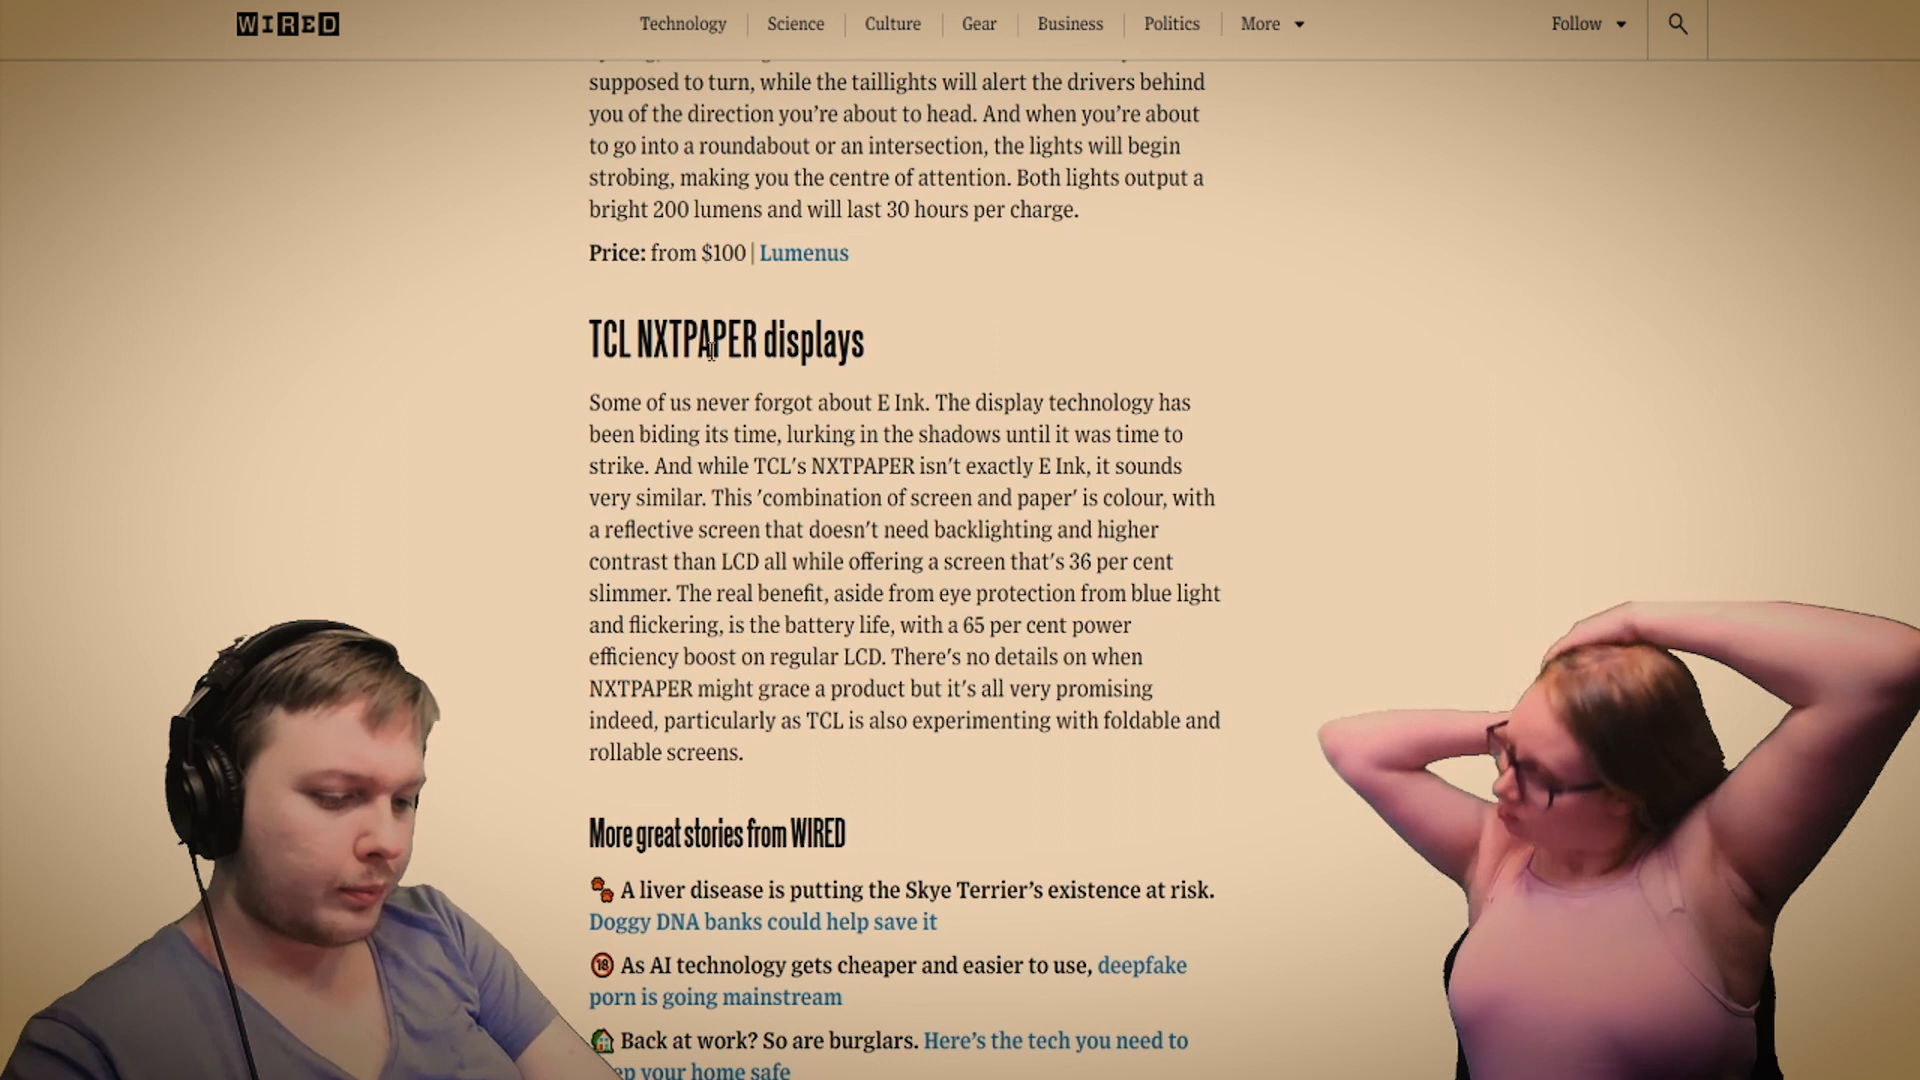 WIRED
Technology
Science
Culture
Gear
Business
Politics
More
Follow
supposed to turn, while the taillights will alert the drivers behind
you of the direction you're about to head. And when you're about
to go into a roundabout or an intersection, the lights will begin
strobing, making you the centre of attention. Both lights output a
bright 200 lumens and will last 30 hours per charge.
Price: from $100 | Lumenus
TCL NXTPAPER displays
Some of us never forgot about E Ink. The display technology has
been biding its time, lurking in the shadows until it was time to
strike. And while TCL's NXTPAPER isn't exactly E Ink, it sounds
very similar. This 'combination of screen and paper' is colour, with
a reflective screen that doesn't need backlighting and higher
contrast than LCD all while offering a screen that's 36 per cent
slimmer. The real benefit, aside from eye protection from blue light
and flickering, is the battery life, with a 65 per cent power
efficiency boost on regular LCD. There's no details on when
NXTPAPER might grace a product but it's all very promising
indeed, particularly as TCL is also experimenting with foldable and
rollable screens.
More great stories from WIRED
A liver disease is putting the Skye Terrier's existence at risk.
Doggy DNA banks could help save it
18 As AI technology gets cheaper and easier to use, deepfake
porn is going mainstream
Back at work? So are burglars. Here's the tech you need to
your home safe